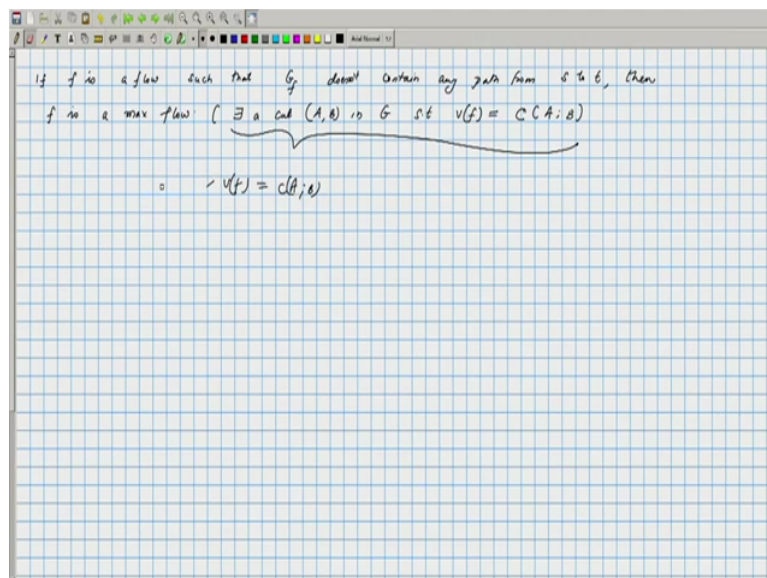 If f is a flow such that G_f doesn't contain any path from s to t, then
f is a max flow. ( ∃ a cut (A, B) in G s.t v(f) = C(A; B)
v(f) = C(A; B)